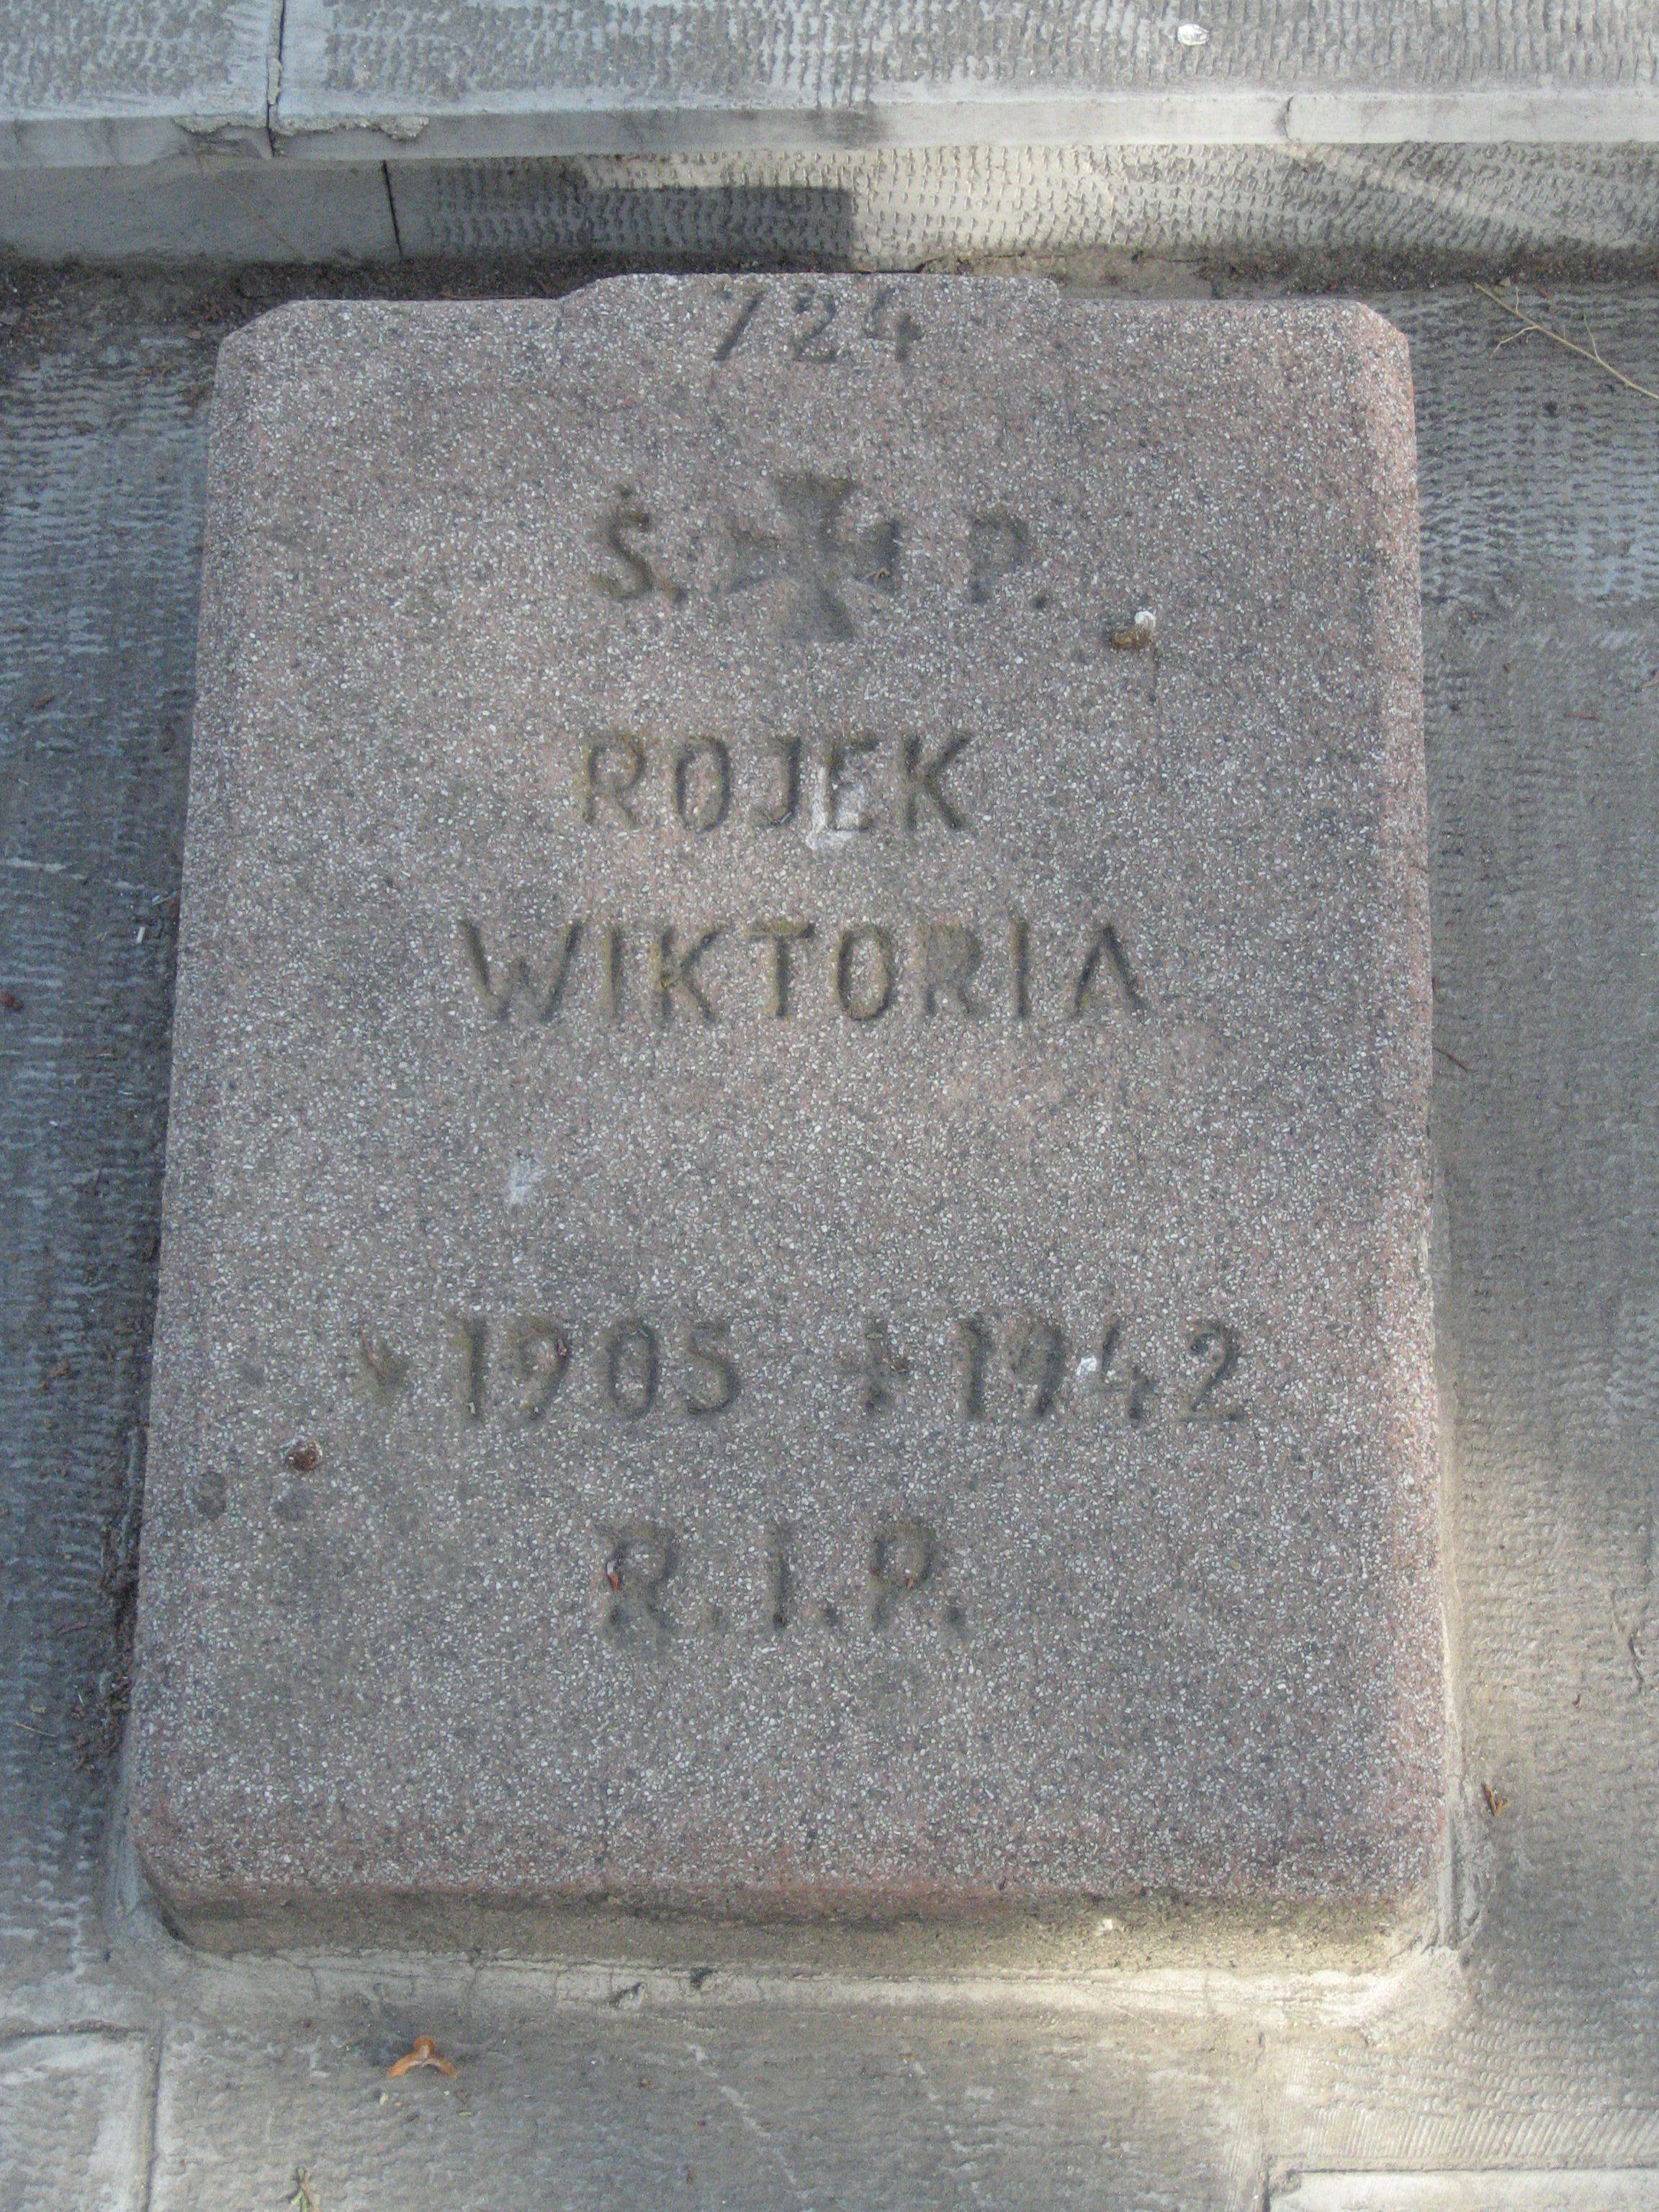 724
Ś. P.
ROJEK
WIKTORIA
* 1905 + 1942
R.I.P.